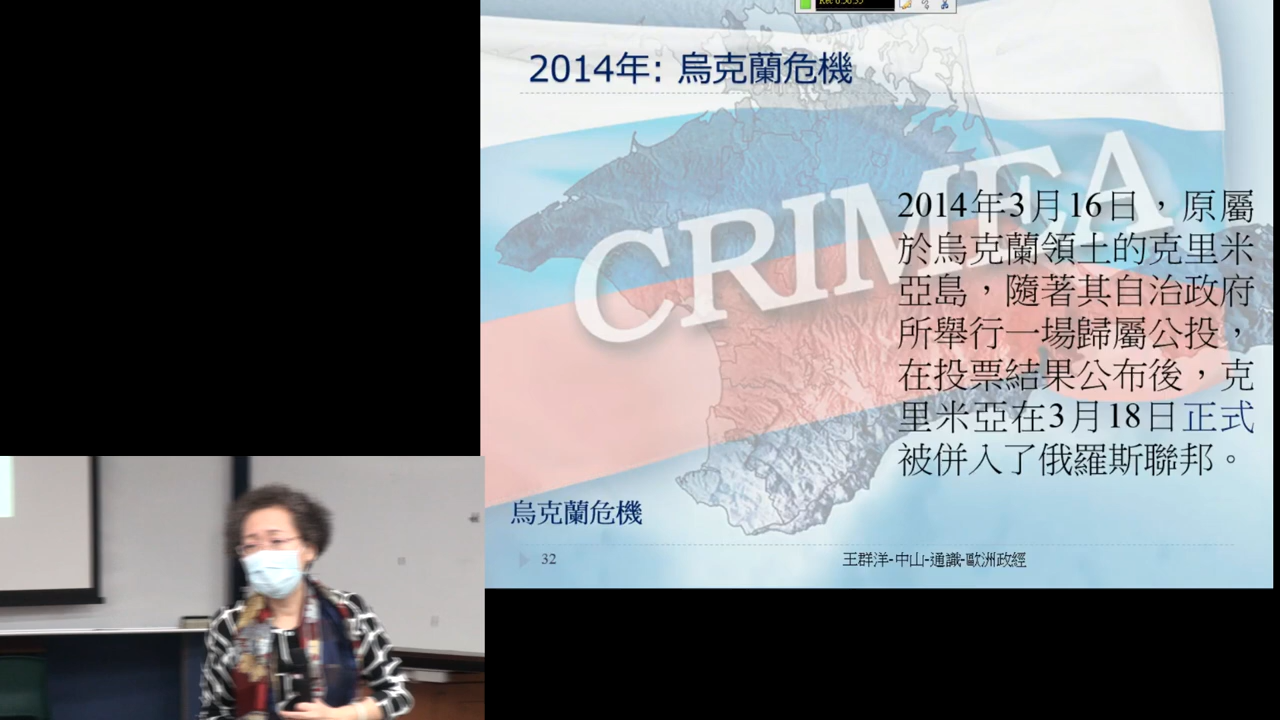 2014年: 烏克蘭危機
CRIMEA
2014年3月16日，原屬
於烏克蘭領土的克里米
亞島，隨著其自治政府
所舉行一場歸屬公投，
在投票結果公布後，克
里米亞在3月18日正式
被併入了俄羅斯聯邦。
烏克蘭危機
32
王群洋-中山-通識-歐洲政經